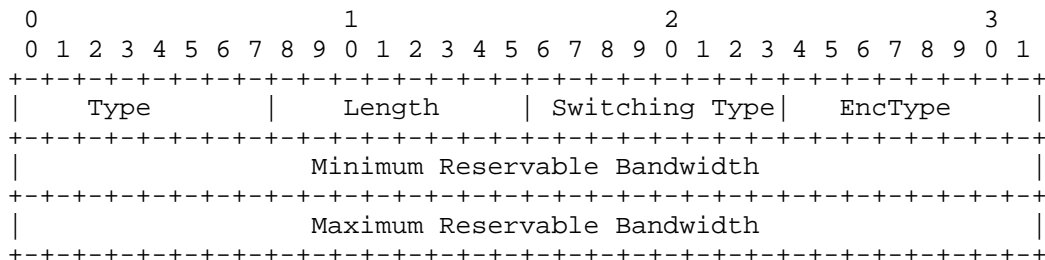 0                   1                   2                   3
 0 1 2 3 4 5 6 7 8 9 0 1 2 3 4 5 6 7 8 9 0 1 2 3 4 5 6 7 8 9 0 1
+-+-+-+-+-+-+-+-+-+-+-+-+-+-+-+-+-+-+-+-+-+-+-+-+-+-+-+-+-+-+-+-+
|    Type       |    Length     | Switching Type|   EncType     |
+-+-+-+-+-+-+-+-+-+-+-+-+-+-+-+-+-+-+-+-+-+-+-+-+-+-+-+-+-+-+-+-+
|                  Minimum Reservable Bandwidth                 |
+-+-+-+-+-+-+-+-+-+-+-+-+-+-+-+-+-+-+-+-+-+-+-+-+-+-+-+-+-+-+-+-+
|                  Maximum Reservable Bandwidth                 |
+-+-+-+-+-+-+-+-+-+-+-+-+-+-+-+-+-+-+-+-+-+-+-+-+-+-+-+-+-+-+-+-+